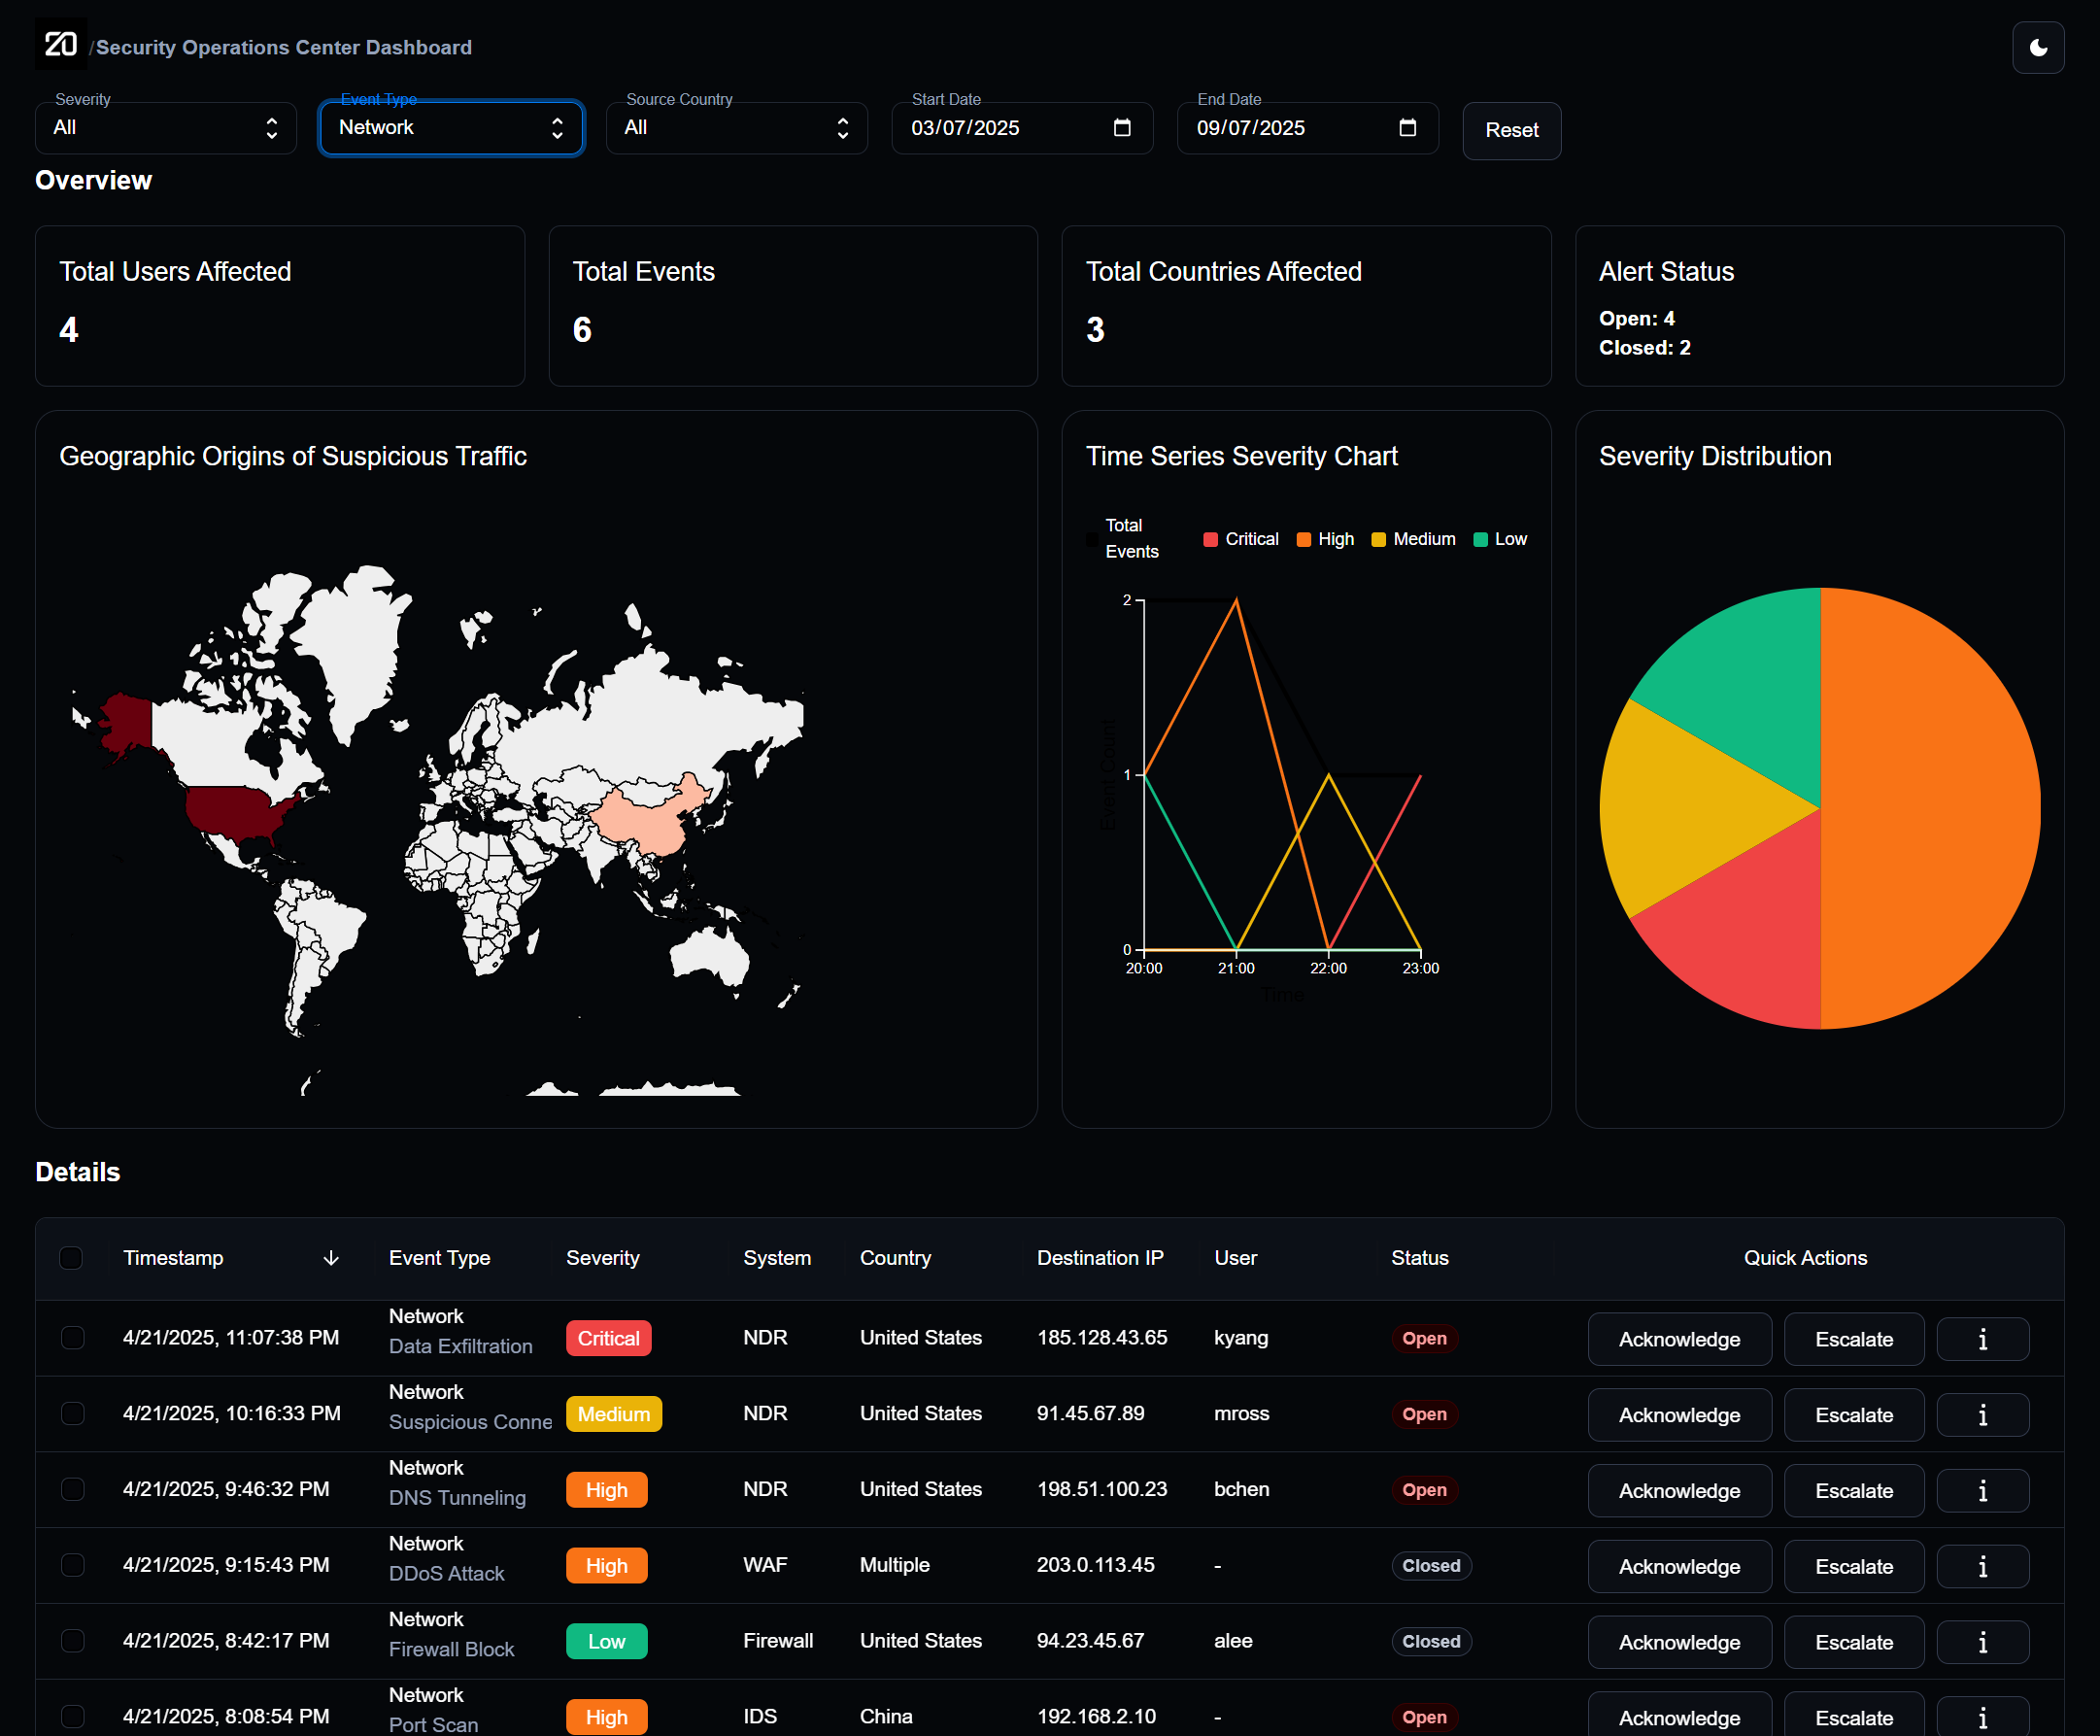 20 / Security Operations Center Dashboard
Severity
All
Event Type
Network
Source Country
All
Start Date
03/07/2025
End Date
09/07/2025
Reset
Overview
Total Users Affected
4
Total Events
6
Total Countries Affected
3
Alert Status
Open: 4
Closed: 2
Geographic Origins of Suspicious Traffic
Time Series Severity Chart
Total
Events
Critical High Medium Low
2
1
0
Event Count
20:00 21:00 22:00 23:00
Time
Severity Distribution
Details
Timestamp Event Type Severity System Country Destination IP User Status Quick Actions
4/21/2025, 11:07:38 PM Network Critical NDR United States 185.128.43.65 kyang Open Acknowledge Escalate i
Data Exfiltration
4/21/2025, 10:16:33 PM Network Medium NDR United States 91.45.67.89 mross Open Acknowledge Escalate i
Suspicious Conne
4/21/2025, 9:46:32 PM Network High NDR United States 198.51.100.23 bchen Open Acknowledge Escalate i
DNS Tunneling
4/21/2025, 9:15:43 PM Network High WAF Multiple 203.0.113.45 - Closed Acknowledge Escalate i
DDoS Attack
4/21/2025, 8:42:17 PM Network Low Firewall United States 94.23.45.67 alee Closed Acknowledge Escalate i
Firewall Block
4/21/2025, 8:08:54 PM Network High IDS China 192.168.2.10 - Open Acknowledge Escalate i
Port Scan